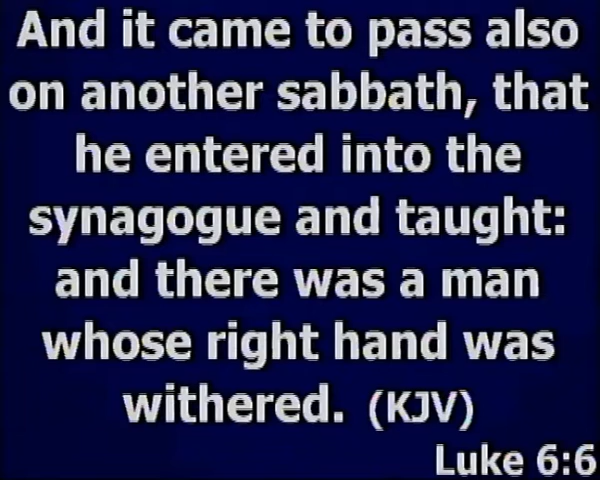 And it came to pass also
on another sabbath, that
he entered into the
synagogue and taught:
and there was a man
whose right hand was
withered. (KJV)
Luke 6:6